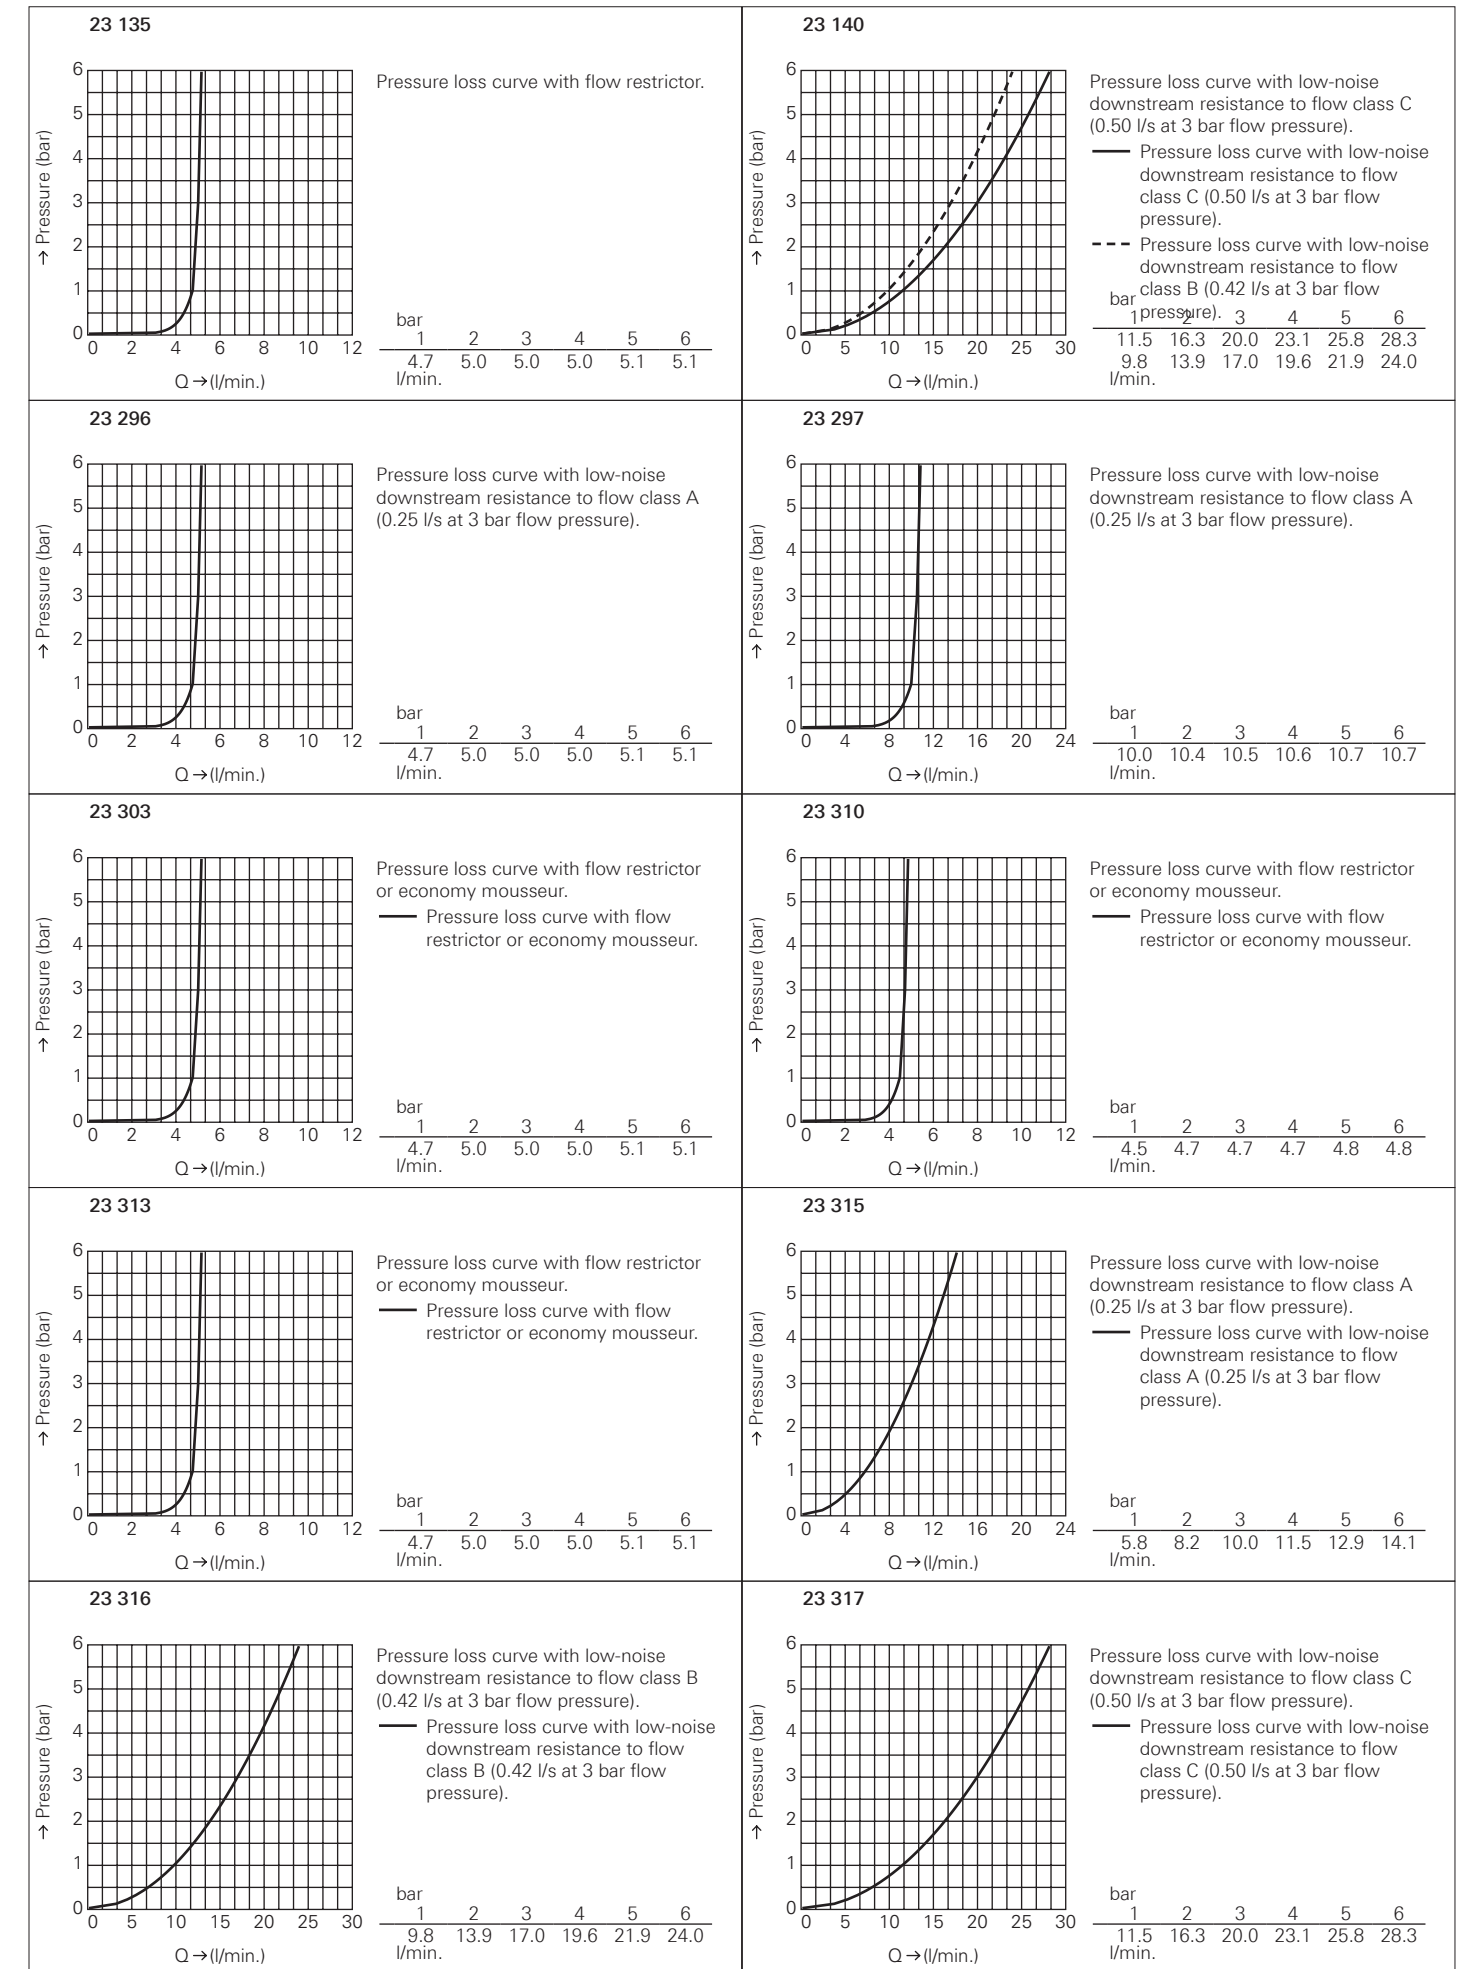 23 135
6
5
4
3
2
1
0
→ Pressure (bar)
0 2 4 6 8 10 12
Q → (l/min.)
Pressure loss curve with flow restrictor.
bar
1 2 3 4 5 6
4.7 5.0 5.0 5.0 5.1 5.1
l/min.
23 140
6
5
4
3
2
1
0
→ Pressure (bar)
0 5 10 15 20 25 30
Q → (l/min.)
Pressure loss curve with low-noise
downstream resistance to flow class C
(0.50 l/s at 3 bar flow pressure).
Pressure loss curve with low-noise
downstream resistance to flow
class C (0.50 l/s at 3 bar flow
pressure).
Pressure loss curve with low-noise
downstream resistance to flow
class B (0.42 l/s at 3 bar flow
pressure).
bar
1 2 3 4 5 6
11.5 16.3 20.0 23.1 25.8 28.3
9.8 13.9 17.0 19.6 21.9 24.0
l/min.
23 296
6
5
4
3
2
1
0
→ Pressure (bar)
0 2 4 6 8 10 12
Q → (l/min.)
Pressure loss curve with low-noise
downstream resistance to flow class A
(0.25 l/s at 3 bar flow pressure).
bar
1 2 3 4 5 6
4.7 5.0 5.0 5.0 5.1 5.1
l/min.
23 297
6
5
4
3
2
1
0
→ Pressure (bar)
0 4 8 12 16 20 24
Q → (l/min.)
Pressure loss curve with low-noise
downstream resistance to flow class A
(0.25 l/s at 3 bar flow pressure).
bar
1 2 3 4 5 6
10.0 10.4 10.5 10.6 10.7 10.7
l/min.
23 303
6
5
4
3
2
1
0
→ Pressure (bar)
0 2 4 6 8 10 12
Q → (l/min.)
Pressure loss curve with flow restrictor
or economy mousseur.
Pressure loss curve with flow
restrictor or economy mousseur.
bar
1 2 3 4 5 6
4.7 5.0 5.0 5.0 5.1 5.1
l/min.
23 310
6
5
4
3
2
1
0
→ Pressure (bar)
0 2 4 6 8 10 12
Q → (l/min.)
Pressure loss curve with flow restrictor
or economy mousseur.
Pressure loss curve with flow
restrictor or economy mousseur.
bar
1 2 3 4 5 6
4.5 4.7 4.7 4.7 4.8 4.8
l/min.
23 313
6
5
4
3
2
1
0
→ Pressure (bar)
0 2 4 6 8 10 12
Q → (l/min.)
Pressure loss curve with flow restrictor
or economy mousseur.
Pressure loss curve with flow
restrictor or economy mousseur.
bar
1 2 3 4 5 6
4.7 5.0 5.0 5.0 5.1 5.1
l/min.
23 315
6
5
4
3
2
1
0
→ Pressure (bar)
0 4 8 12 16 20 24
Q → (l/min.)
Pressure loss curve with low-noise
downstream resistance to flow class A
(0.25 l/s at 3 bar flow pressure).
Pressure loss curve with low-noise
downstream resistance to flow
class A (0.25 l/s at 3 bar flow
pressure).
bar
1 2 3 4 5 6
5.8 8.2 10.0 11.5 12.9 14.1
l/min.
23 316
6
5
4
3
2
1
0
→ Pressure (bar)
0 5 10 15 20 25 30
Q → (l/min.)
Pressure loss curve with low-noise
downstream resistance to flow class B
(0.42 l/s at 3 bar flow pressure).
Pressure loss curve with low-noise
downstream resistance to flow
class B (0.42 l/s at 3 bar flow
pressure).
bar
1 2 3 4 5 6
9.8 13.9 17.0 19.6 21.9 24.0
l/min.
23 317
6
5
4
3
2
1
0
→ Pressure (bar)
0 5 10 15 20 25 30
Q → (l/min.)
Pressure loss curve with low-noise
downstream resistance to flow class C
(0.50 l/s at 3 bar flow pressure).
Pressure loss curve with low-noise
downstream resistance to flow
class C (0.50 l/s at 3 bar flow
pressure).
bar
1 2 3 4 5 6
11.5 16.3 20.0 23.1 25.8 28.3
l/min.